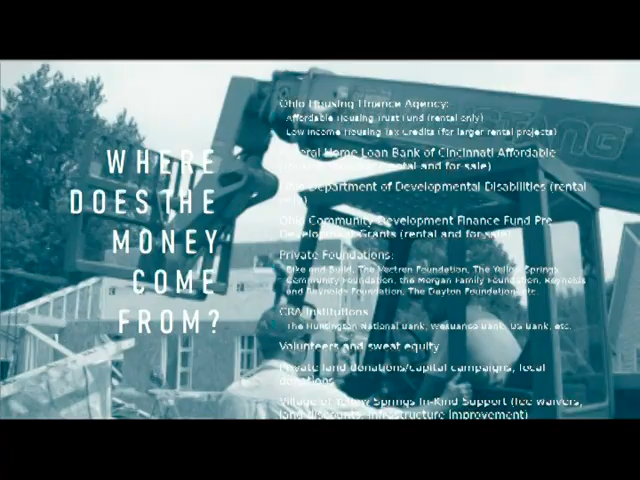 WHERE
DOES THE
MONEY
COME
FROM?
Ohio Housing Finance Agency:
Affordable Housing Trust Fund (rental only)
Low Income Housing Tax Credits (for larger rental projects)
Home Loan Bank of Cincinnati Affordable
rental and for-sale)
Department of Developmental Disabilities (rental
Ohio Community Development Finance Fund Pre
Development Grants (rental and for-sale)
Private Foundations:
Bike and Build, The Vectren Foundation, The Yellow Springs
Community Foundation, the Morgan Family Foundation, Reynolds
and Reynolds Foundation, The Dayton Foundation, etc.
CRA Institutions
The Huntington National Bank, WesBanco Bank, US Bank, etc.
Volunteers and sweat equity
Private land donations/capital campaigns, local
donations
Village of Yellow Springs In-Kind Support (fee waivers,
land discounts, infrastructure improvement)